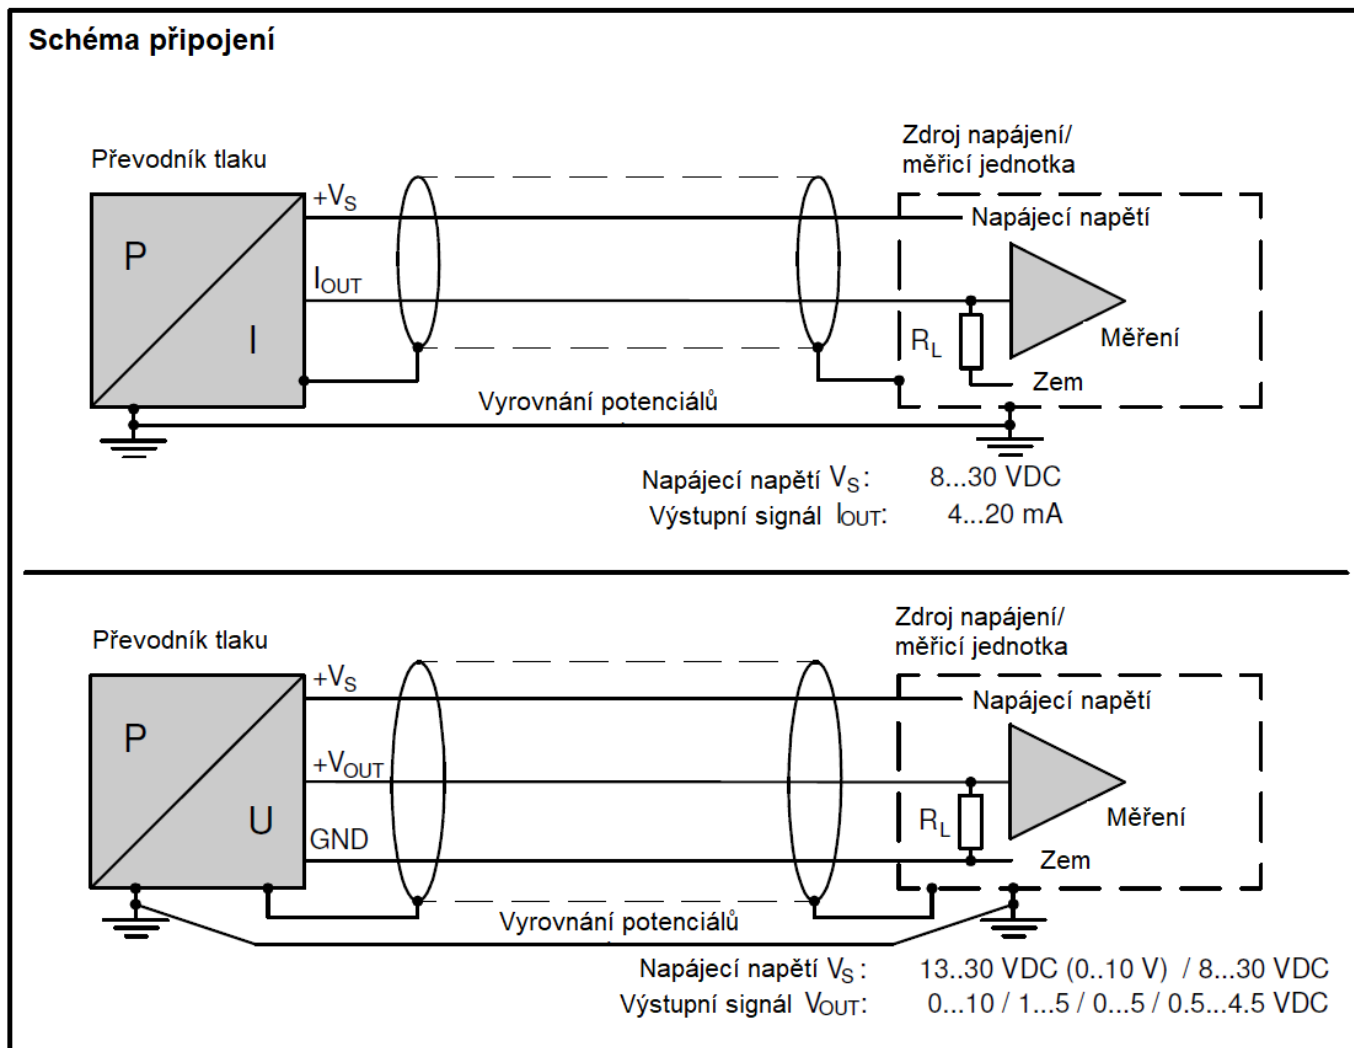 Schéma připojení
Převodník tlaku
Zdroj napájení/
měřicí jednotka
+VS
Napájecí napětí
P
IOUT
I
RL
Měření
Zem
Vyrovnání potenciálů
Napájecí napětí VS: 8...30 VDC
Výstupní signál IOUT: 4...20 mA
Převodník tlaku
Zdroj napájení/
měřicí jednotka
+VS
Napájecí napětí
P
+VOUT
U
RL
Měření
GND
Zem
Vyrovnání potenciálů
Napájecí napětí VS: 13..30 VDC (0..10 V) / 8...30 VDC
Výstupní signál VOUT: 0...10 / 1...5 / 0...5 / 0.5...4.5 VDC